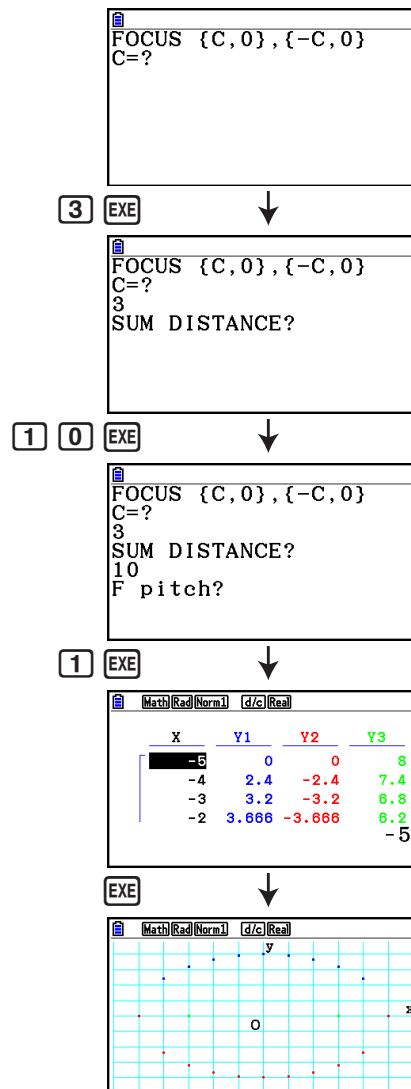 FOCUS {C,0},{-C,0}
C=?
3 EXE
FOCUS {C,0},{-C,0}
C=?
3
SUM DISTANCE?
1 0 EXE
FOCUS {C,0},{-C,0}
C=?
3
SUM DISTANCE?
10
F pitch?
1 EXE
Math Rad Norm1 d/c Real
X Y1 Y2 Y3
-5 0 0 8
-4 2.4 -2.4 7.4
-3 3.2 -3.2 6.8
-2 3.666 -3.666 6.2
-5
EXE
Math Rad Norm1 d/c Real
y
x
O